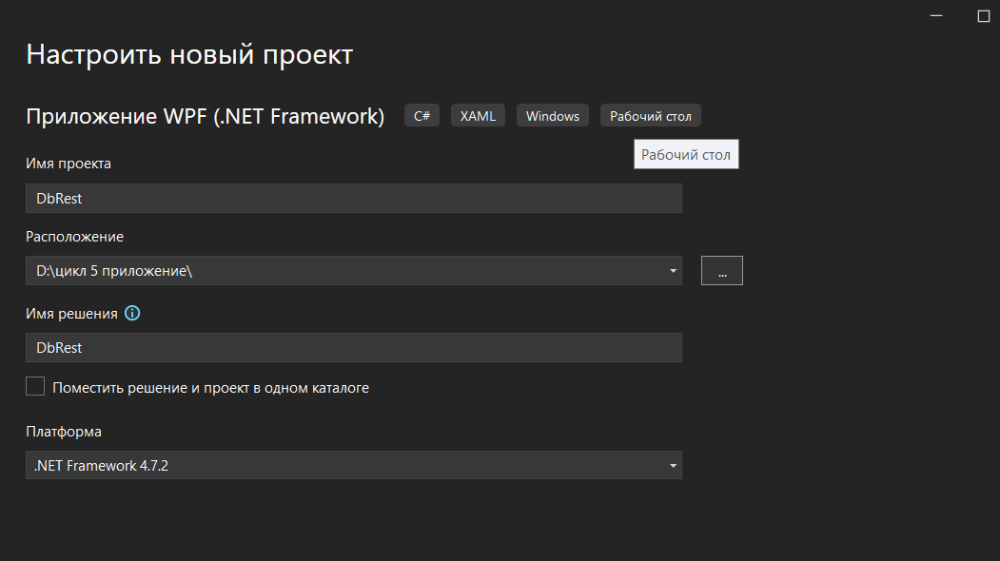 Настроить новый проект
Приложение WPF (.NET Framework) C# XAML Windows Рабочий стол
Рабочий стол
Имя проекта
DbRest
Расположение
D:\цикл 5 приложение\
...
Имя решения
DbRest
Поместить решение и проект в одном каталоге
Платформа
.NET Framework 4.7.2